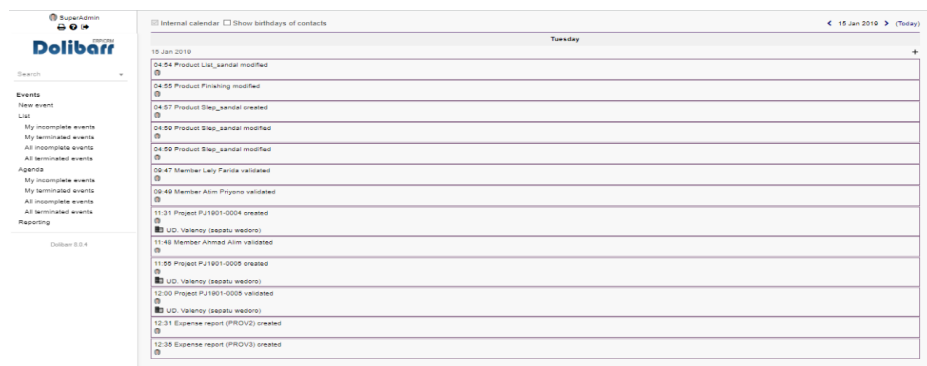 SuperAdmin
Dolibarr
ERP/CRM
Search
Events
New event
List
My incomplete events
My terminated events
All incomplete events
All terminated events
Agenda
My incomplete events
My terminated events
All incomplete events
All terminated events
Reporting
Dolibarr 8.0.4
Internal calendar Show birthdays of contacts
15 Jan 2019 (Today)
Tuesday
15 Jan 2019 +
04:54 Product List_sandal modified
04:55 Product Finishing modified
04:57 Product Slep_sandal created
04:59 Product Slep_sandal modified
04:59 Product Slep_sandal modified
09:47 Member Lely Farida validated
09:49 Member Atim Priyono validated
11:31 Project PJ1901-0004 created
UD. Valency (sepatu wedoro)
11:48 Member Ahmad Alim validated
11:55 Project PJ1901-0005 created
UD. Valency (sepatu wedoro)
12:00 Project PJ1901-0005 validated
UD. Valency (sepatu wedoro)
12:31 Expense report (PROV2) created
12:35 Expense report (PROV3) created